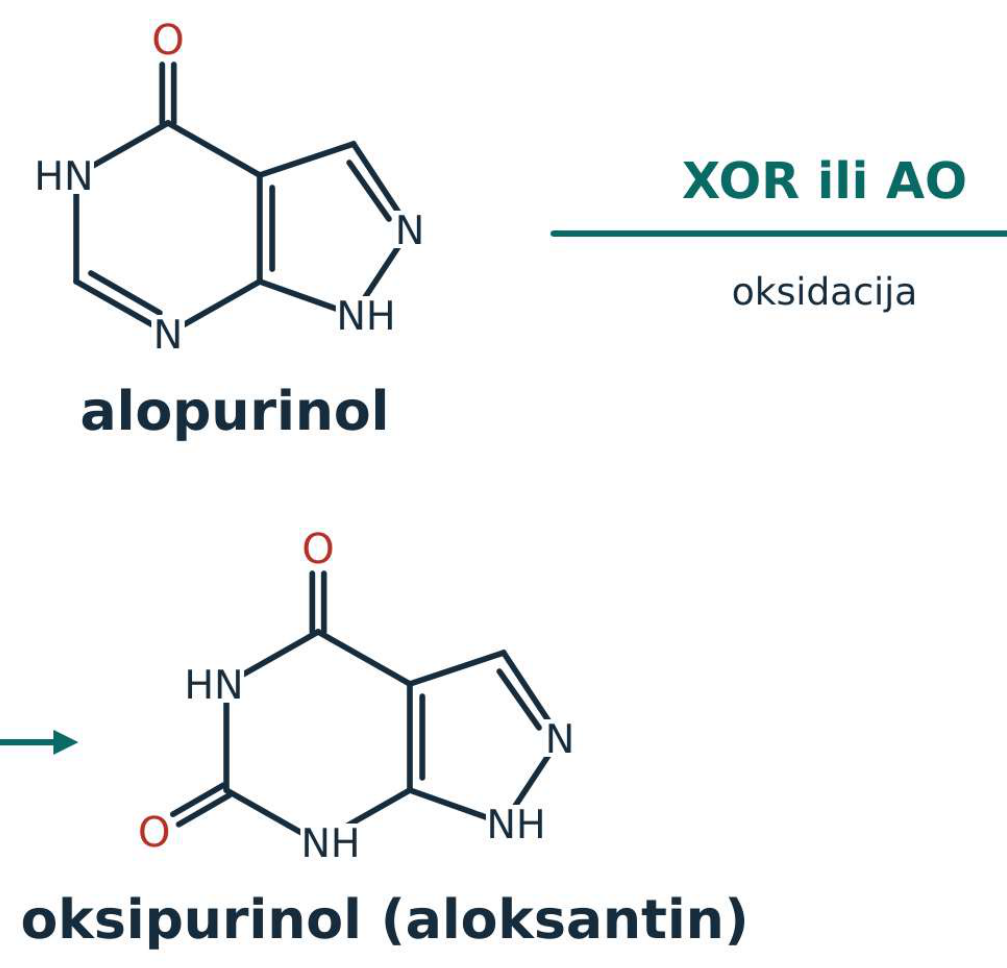 O
XOR ili AO
HN
N
oksidacija
NH
N
alopurinol
O
HN
N
NH
O
NH
oksipurinol (aloksantin)